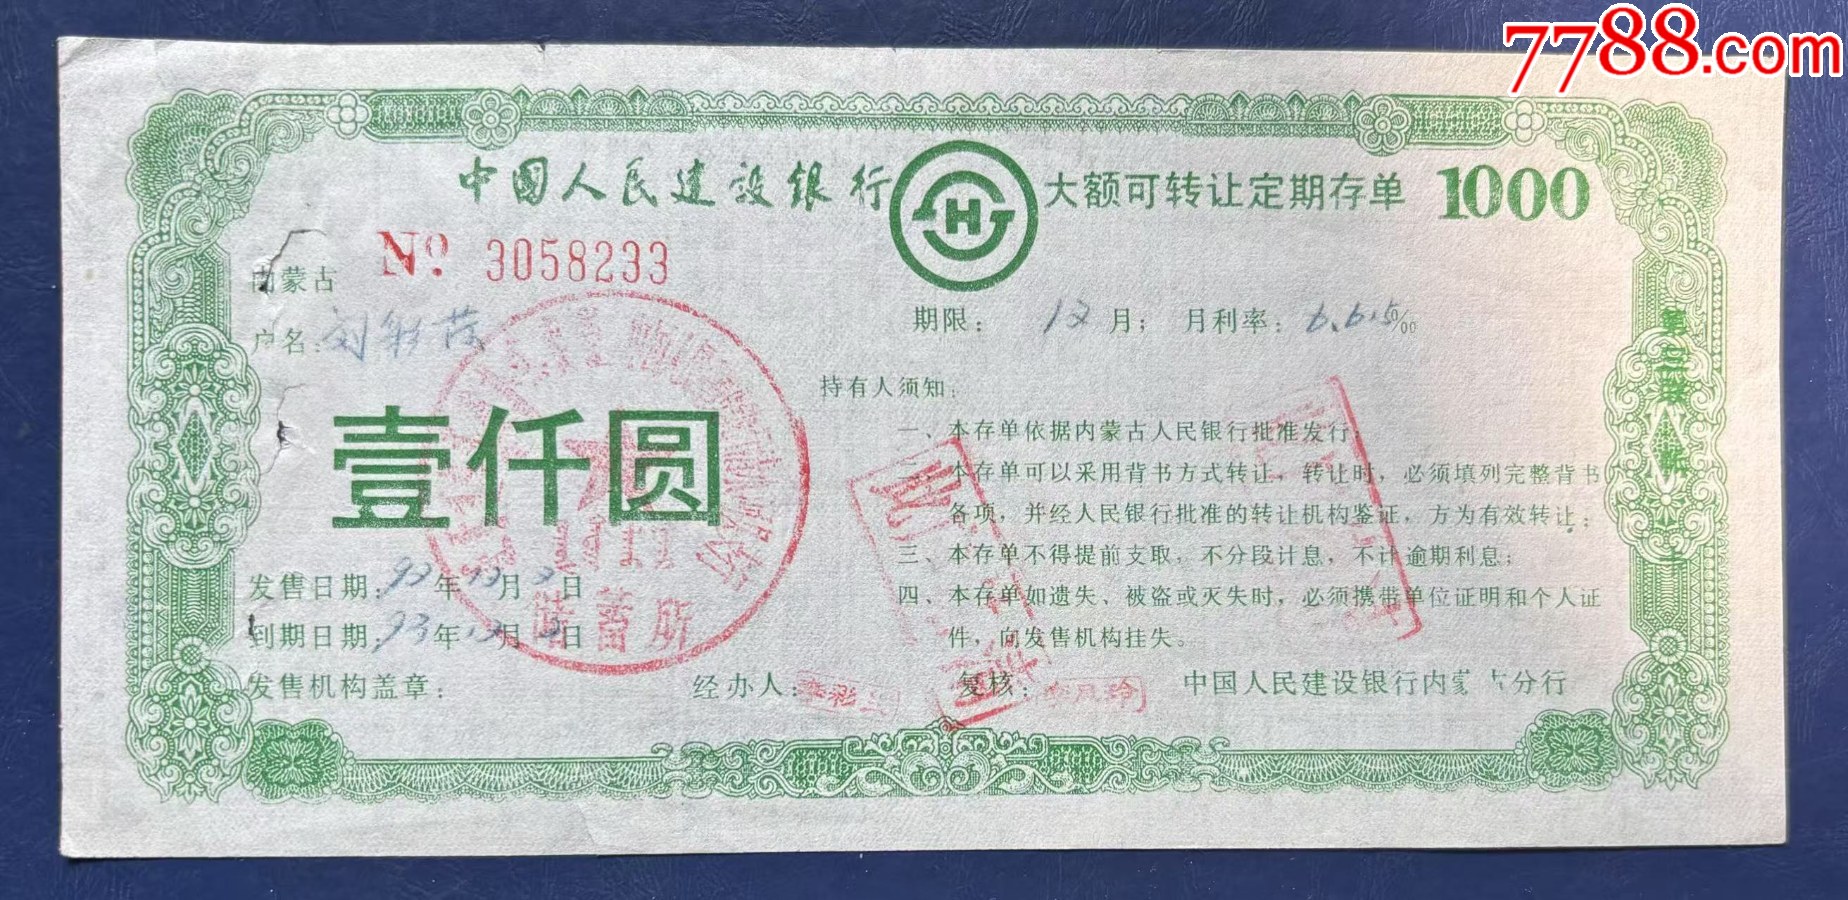 7788.com
中国人民建设银行 大额可转让定期存单 1000
内蒙古 No. 3058233
户名：刘彩 期限：12月；月利率：6.6.5‰
持有人须知：
壹仟圆
一、本存单依据内蒙古人民银行批准发行
本存单可以采用背书方式转让，转让时，必须填列完整背书
各项，并经人民银行批准的转让机构鉴证，方为有效转让；
三、本存单不得提前支取，不分段计息，不计逾期利息；
四、本存单如遗失、被盗或灭失时，必须携带单位证明和个人证
件，向发售机构挂失。
发售日期：年月日
到期日期：93年月日
储蓄所
发售机构盖章： 经办人： 复核： 中国人民建设银行内蒙古分行